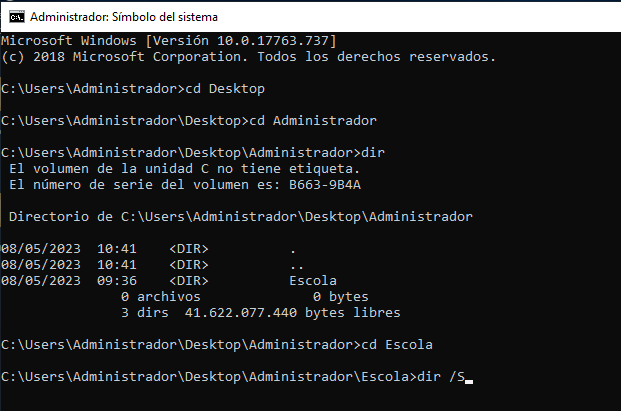 Administrador: Símbolo del sistema
Microsoft Windows [Versión 10.0.17763.737]
(c) 2018 Microsoft Corporation. Todos los derechos reservados.
C:\Users\Administrador>cd Desktop
C:\Users\Administrador\Desktop>cd Administrador
C:\Users\Administrador\Desktop\Administrador>dir
El volumen de la unidad C no tiene etiqueta.
El número de serie del volumen es: B663-9B4A
Directorio de C:\Users\Administrador\Desktop\Administrador
08/05/2023  10:41    <DIR>          .
08/05/2023  10:41    <DIR>          ..
08/05/2023  09:36    <DIR>          Escola
0 archivos              0 bytes
3 dirs  41.622.077.440 bytes libres
C:\Users\Administrador\Desktop\Administrador>cd Escola
C:\Users\Administrador\Desktop\Administrador\Escola>dir /S